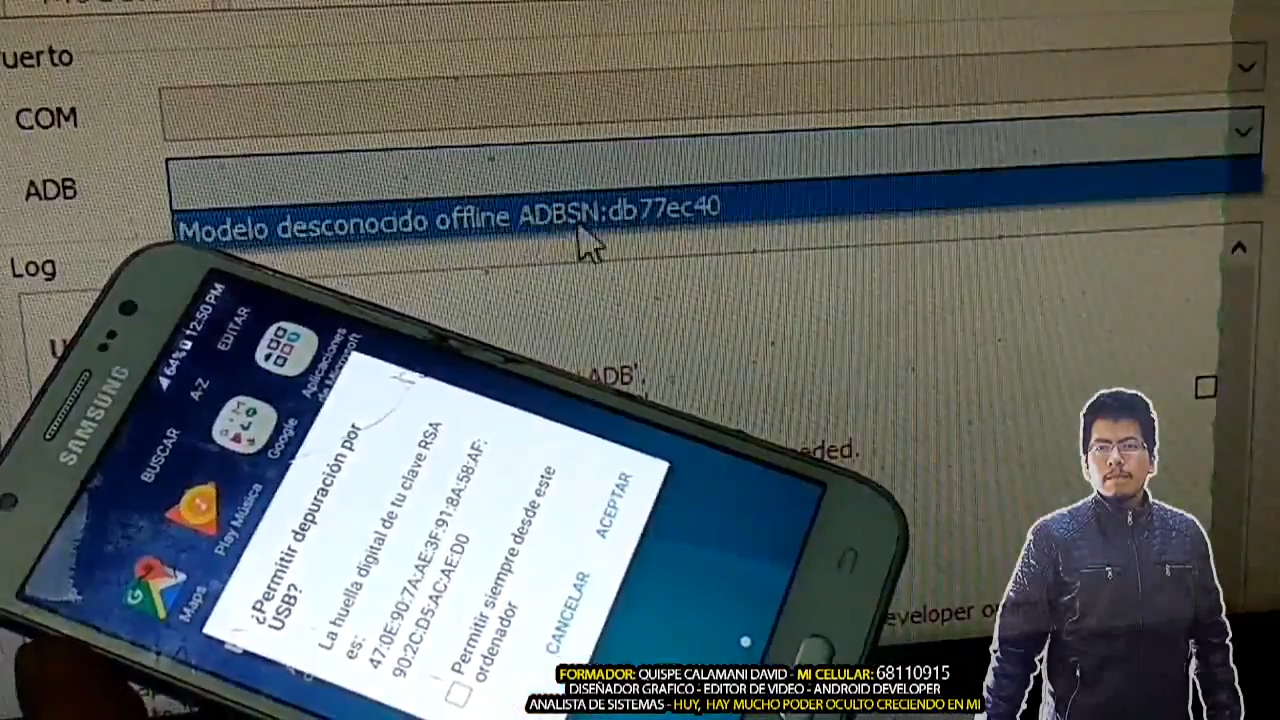 uerto
COM
ADB
Modelo desconocido offline ADBSN:db77ec40
Log
ADB',
eeded.
eveloper
SAMSUNG
64% 12:50 PM
EDITAR
A-Z
BUSCAR
Aplicaciones
de Microsoft
Google
Play Música
Maps
¿Permitir depuración por
USB?
La huella digital de tu clave RSA
es:
47:0E:90:7A:AE:3F:91:8A:58:AF:
90:2C:D5:AC:AE:D0
Permitir siempre desde este
ordenador
CANCELAR
ACEPTAR
FORMADOR: QUISPE CALAMANI DAVID - MI CELULAR: 68110915
DISEÑADOR GRAFICO - EDITOR DE VIDEO - ANDROID DEVELOPER
ANALISTA DE SISTEMAS - HUY, HAY MUCHO PODER OCULTO CRECIENDO EN MI